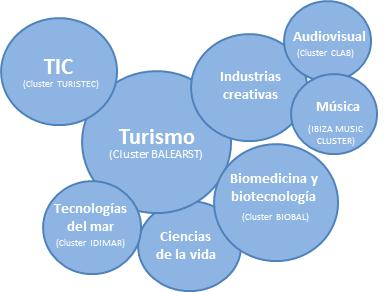 TIC
(Cluster TURISTEC)
Turismo
(Cluster BALEARST)
Industrias
creativas
Audiovisual
(Cluster CLAB)
Música
(IBIZA MUSIC
CLUSTER)
Biomedicina y
biotecnología
(Cluster BIOBAL)
Tecnologías
del mar
(Cluster IDIMAR)
Ciencias
de la vida